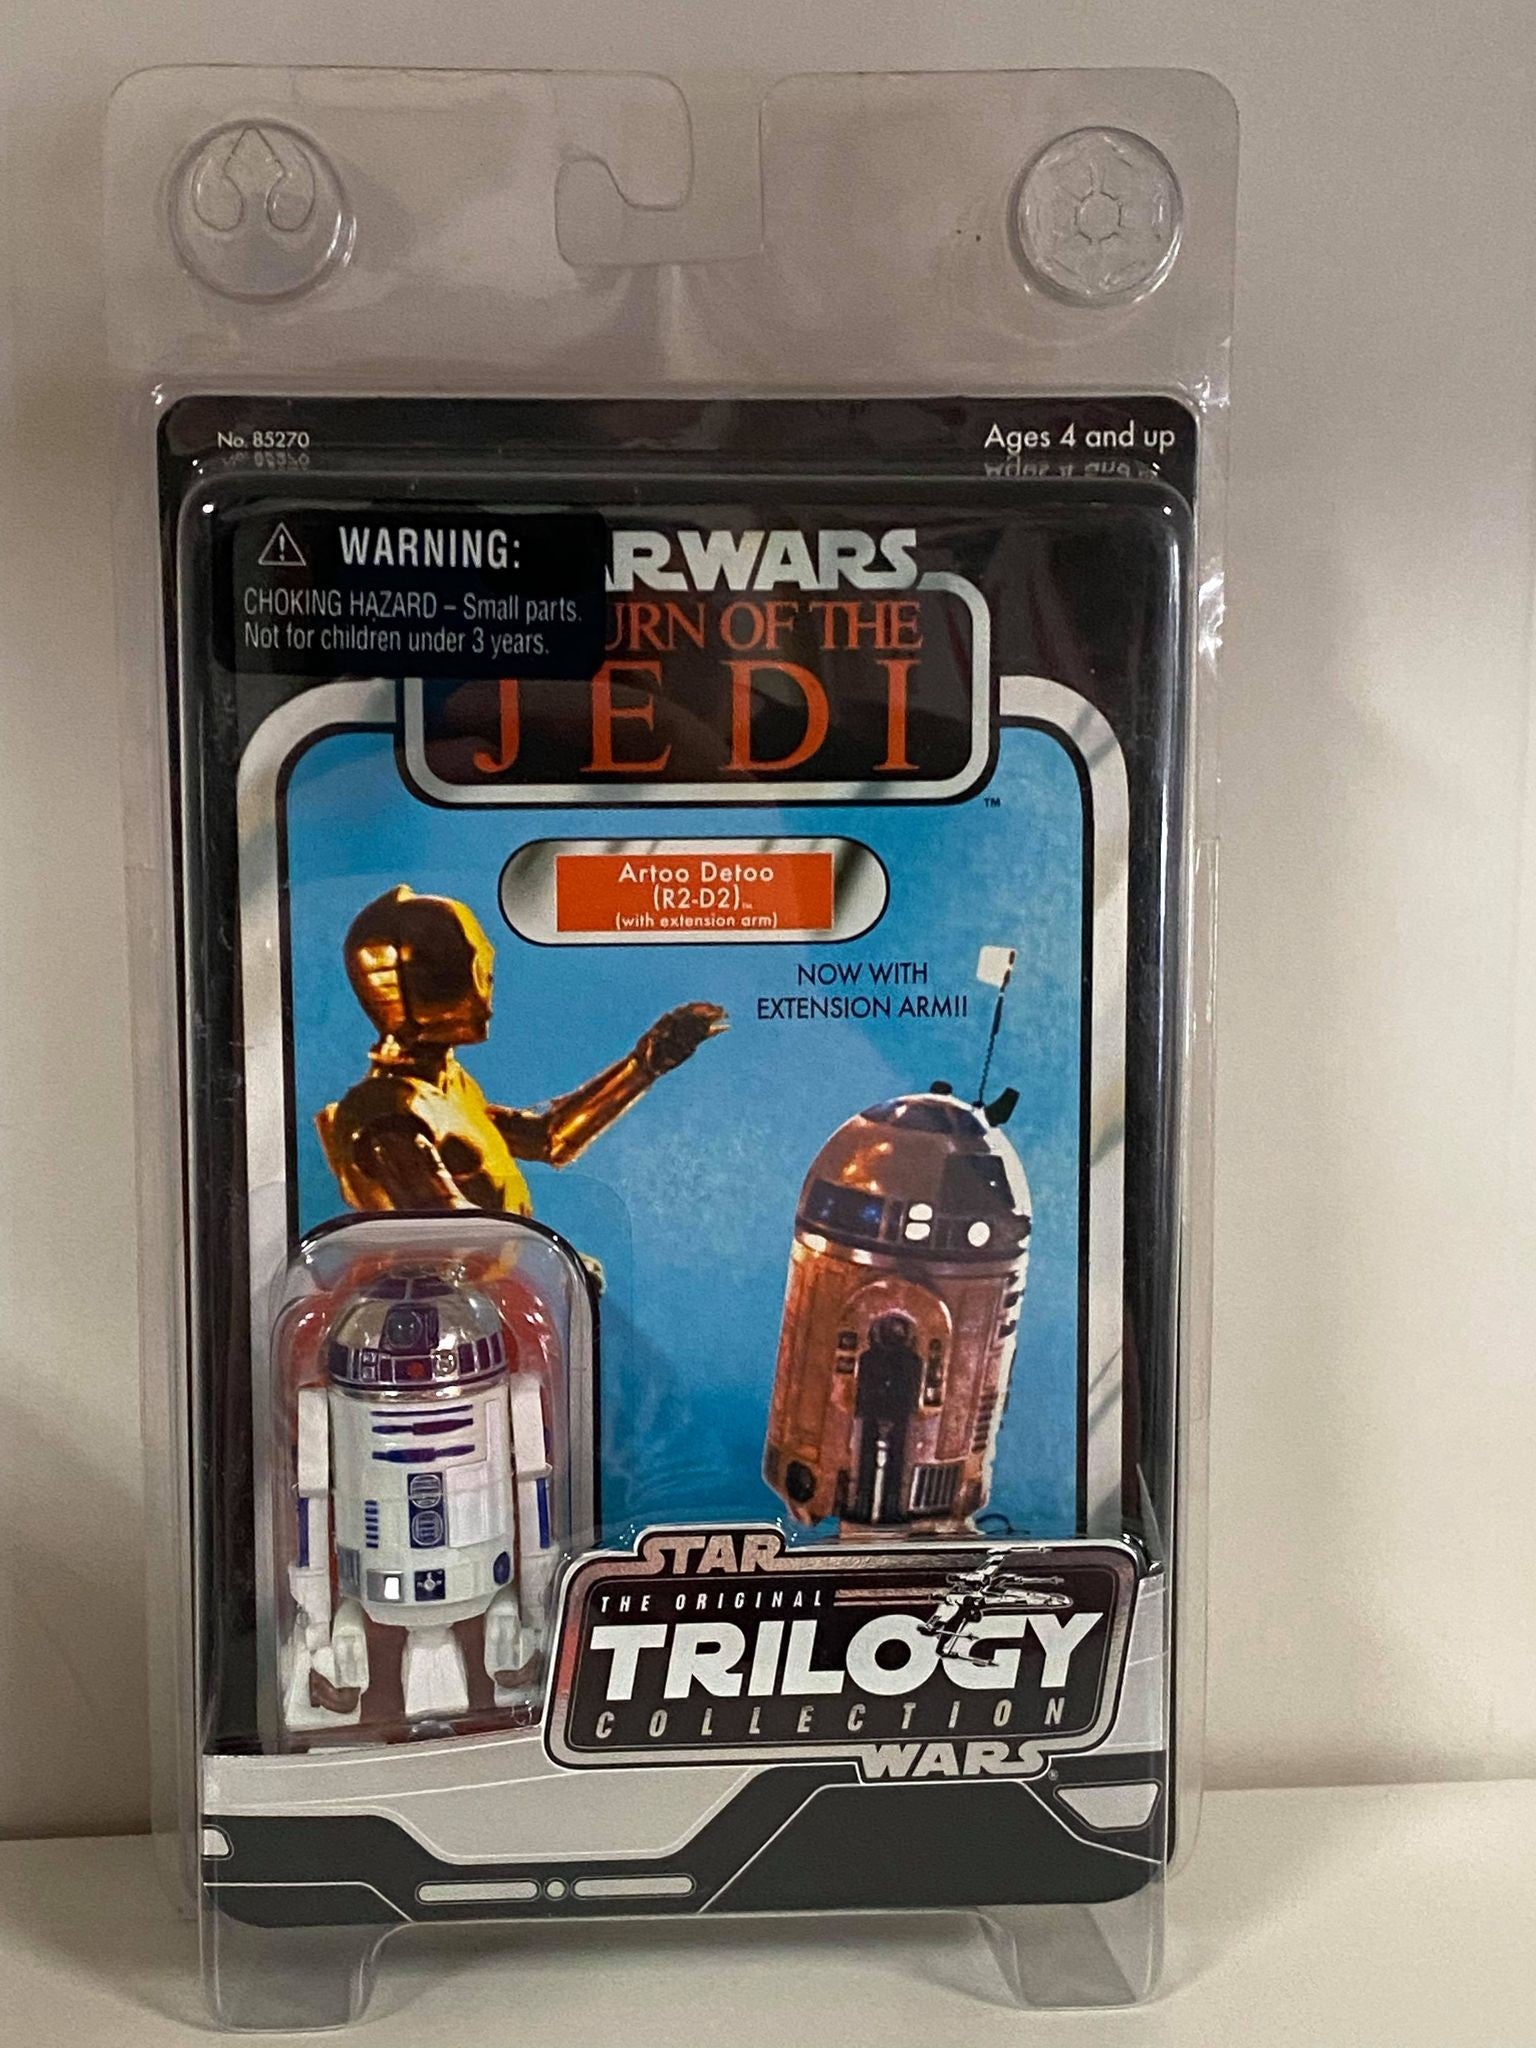 No. 85270
Ages 4 and up
WARNING:
CHOKING HAZARD – Small parts.
Not for children under 3 years.
ARWARS
URN OF THE
JEDI
TM
Artoo Detoo
(R2-D2)™
(with extension arm)
NOW WITH
EXTENSION ARM!!
STAR
THE ORIGINAL
TRILOGY
COLLECTION
WARS®